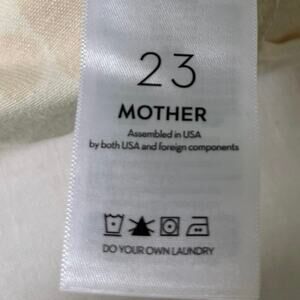 23
MOTHER
Assembled in USA
by both USA and foreign components
DO YOUR OWN LAUNDRY